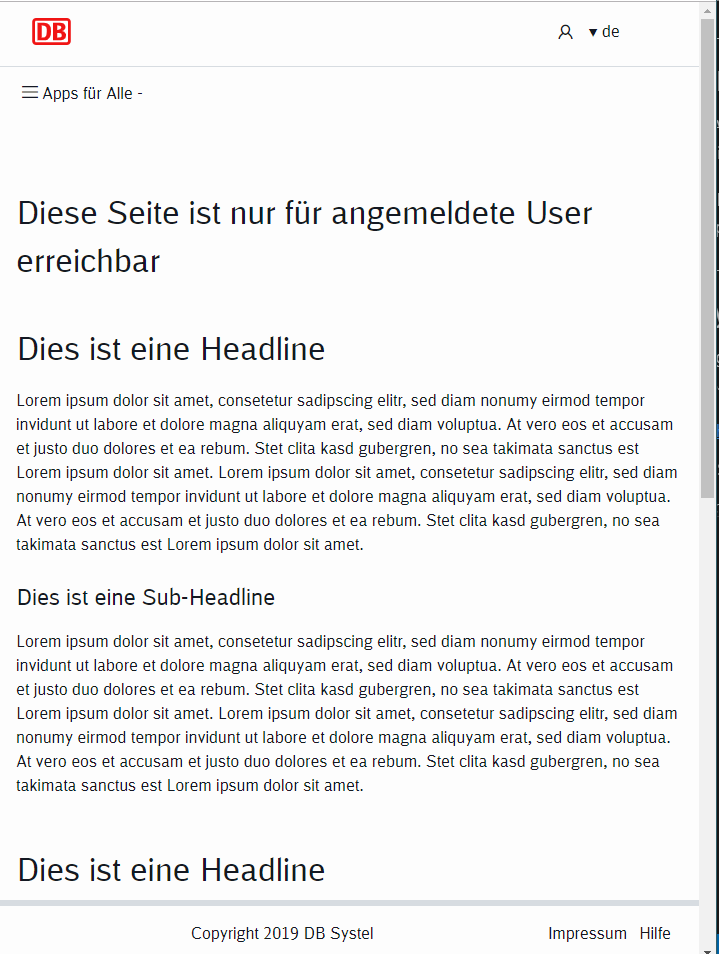 DB
▾ de
Apps für Alle -
Diese Seite ist nur für angemeldete User
erreichbar
Dies ist eine Headline
Lorem ipsum dolor sit amet, consetetur sadipscing elitr, sed diam nonumy eirmod tempor
invidunt ut labore et dolore magna aliquyam erat, sed diam voluptua. At vero eos et accusam
et justo duo dolores et ea rebum. Stet clita kasd gubergren, no sea takimata sanctus est
Lorem ipsum dolor sit amet. Lorem ipsum dolor sit amet, consetetur sadipscing elitr, sed diam
nonumy eirmod tempor invidunt ut labore et dolore magna aliquyam erat, sed diam voluptua.
At vero eos et accusam et justo duo dolores et ea rebum. Stet clita kasd gubergren, no sea
takimata sanctus est Lorem ipsum dolor sit amet.
Dies ist eine Sub-Headline
Lorem ipsum dolor sit amet, consetetur sadipscing elitr, sed diam nonumy eirmod tempor
invidunt ut labore et dolore magna aliquyam erat, sed diam voluptua. At vero eos et accusam
et justo duo dolores et ea rebum. Stet clita kasd gubergren, no sea takimata sanctus est
Lorem ipsum dolor sit amet. Lorem ipsum dolor sit amet, consetetur sadipscing elitr, sed diam
nonumy eirmod tempor invidunt ut labore et dolore magna aliquyam erat, sed diam voluptua.
At vero eos et accusam et justo duo dolores et ea rebum. Stet clita kasd gubergren, no sea
takimata sanctus est Lorem ipsum dolor sit amet.
Dies ist eine Headline
Copyright 2019 DB Systel Impressum Hilfe